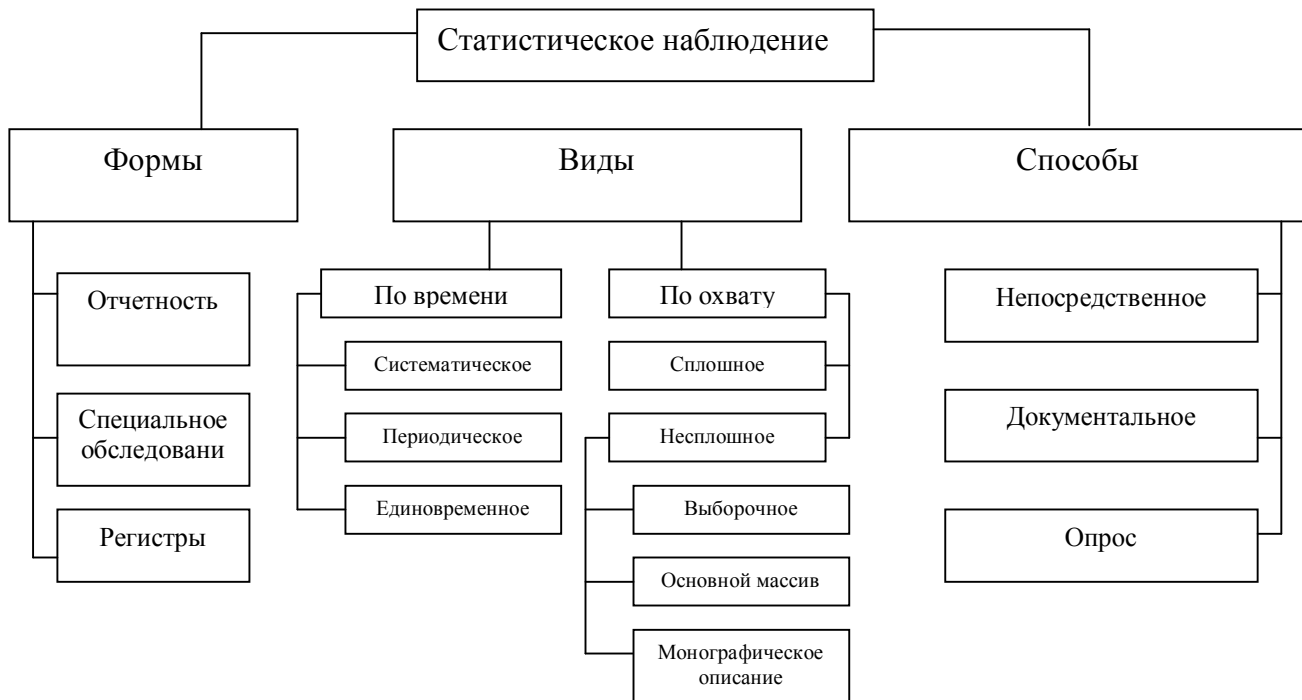 Статистическое наблюдение
Формы
Виды
Способы
Отчетность
Специальное
обследовани
Регистры
По времени
Систематическое
Периодическое
Единовременное
По охвату
Сплошное
Несплошное
Выборочное
Основной массив
Монографическое
описание
Непосредственное
Документальное
Опрос